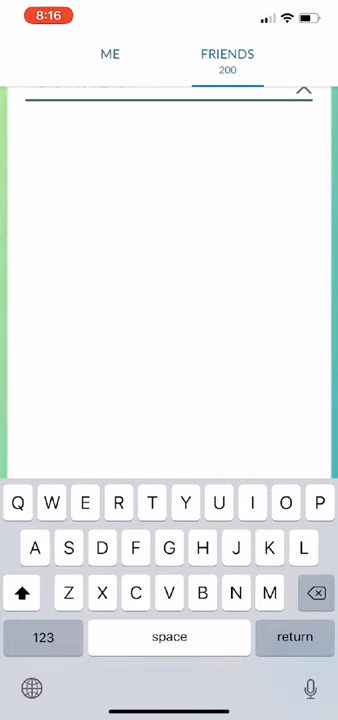 8:16
ME
FRIENDS
200
Q W E R T Y U I O P
A S D F G H J K L
Z X C V B N M
123 space return